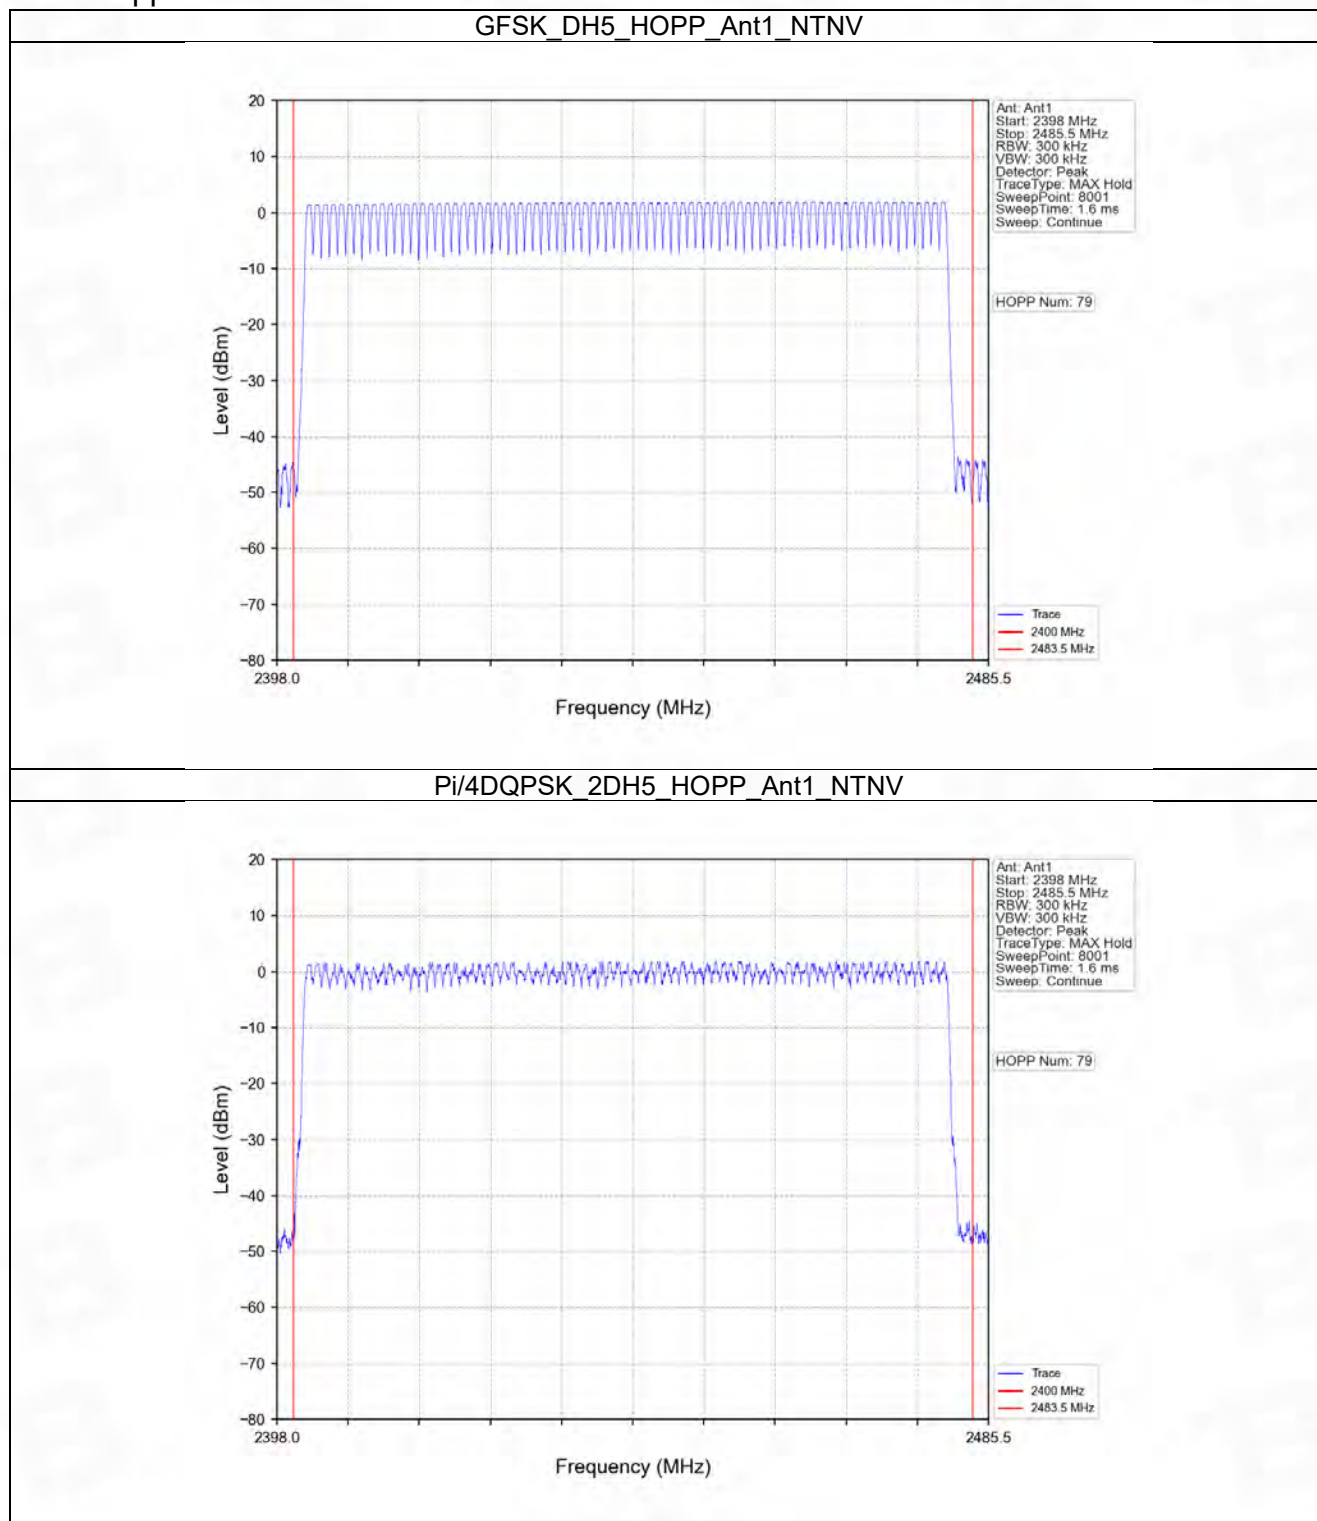 GFSK_DH5_HOPP_Ant1_NTNV
20
10
0
−10
−20
−30
−40
−50
−60
−70
−80
Level (dBm)
2398.0
2485.5
Frequency (MHz)
Ant: Ant1
Start: 2398 MHz
Stop: 2485.5 MHz
RBW: 300 kHz
VBW: 300 kHz
Detector: Peak
TraceType: MAX Hold
SweepPoint: 8001
SweepTime: 1.6 ms
Sweep: Continue
HOPP Num: 79
Trace
2400 MHz
2483.5 MHz
Pi/4DQPSK_2DH5_HOPP_Ant1_NTNV
20
10
0
−10
−20
−30
−40
−50
−60
−70
−80
Level (dBm)
2398.0
2485.5
Frequency (MHz)
Ant: Ant1
Start: 2398 MHz
Stop: 2485.5 MHz
RBW: 300 kHz
VBW: 300 kHz
Detector: Peak
TraceType: MAX Hold
SweepPoint: 8001
SweepTime: 1.6 ms
Sweep: Continue
HOPP Num: 79
Trace
2400 MHz
2483.5 MHz